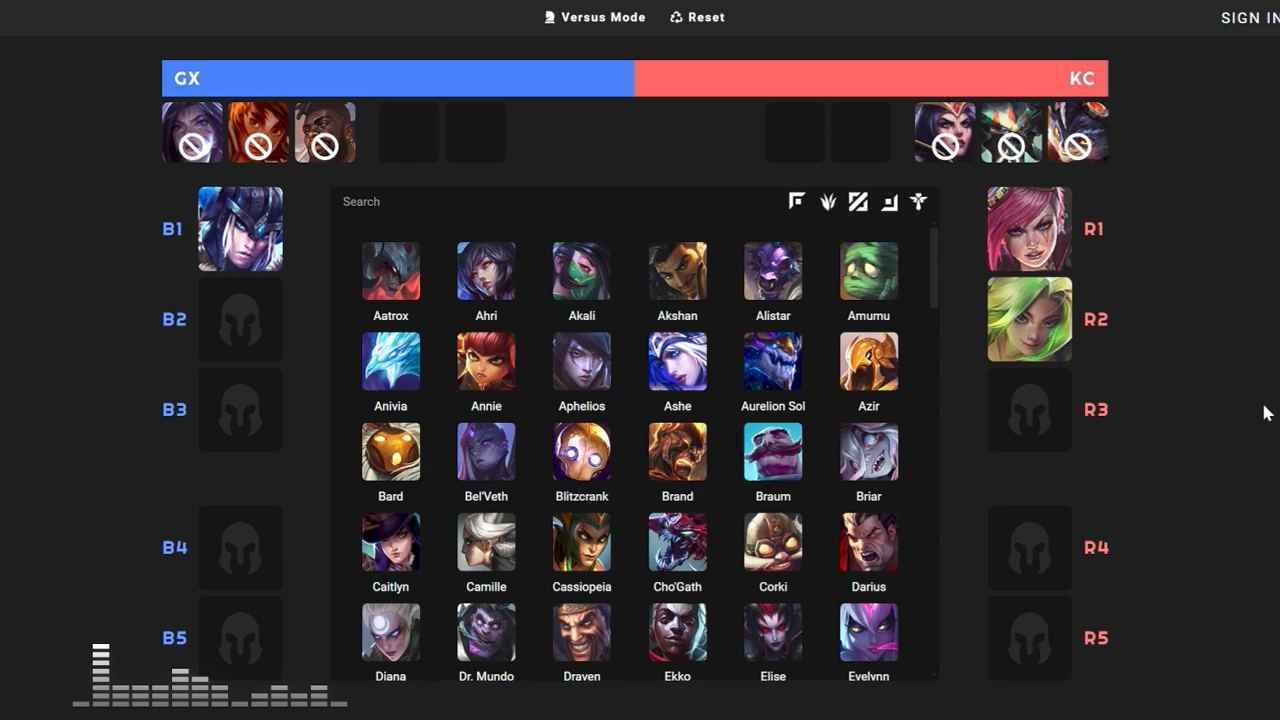 Versus Mode Reset
SIGN IN
GX KC
B1 R1
B2 R2
B3 R3
B4 R4
B5 R5
Search
Aatrox Ahri Akali Akshan Alistar Amumu
Anivia Annie Aphelios Ashe Aurelion Sol Azir
Bard Bel'Veth Blitzcrank Brand Braum Briar
Caitlyn Camille Cassiopeia Cho'Gath Corki Darius
Diana Dr. Mundo Draven Ekko Elise Evelynn